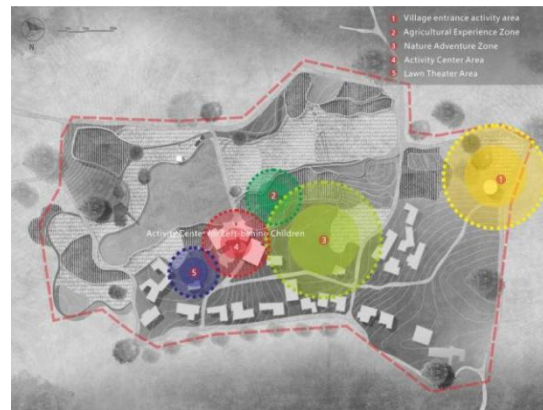 1 Village entrance activity area
2 Agricultural Experience Zone
3 Nature Adventure Zone
4 Activity Center Area
5 Lawn Theater Area
N
1
2
Activity Center for Left-behind Children
3
4
5